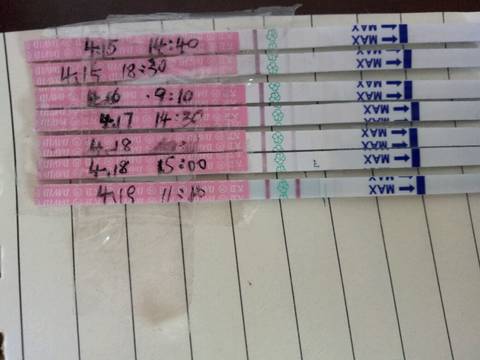 4.15 14:40 MAX
4.15 18:30 MAX
4.16 9:10 MAX
4.17 14:30 MAX
4.18 MAX
4.18 15:00 MAX
4.19 11:10 MAX